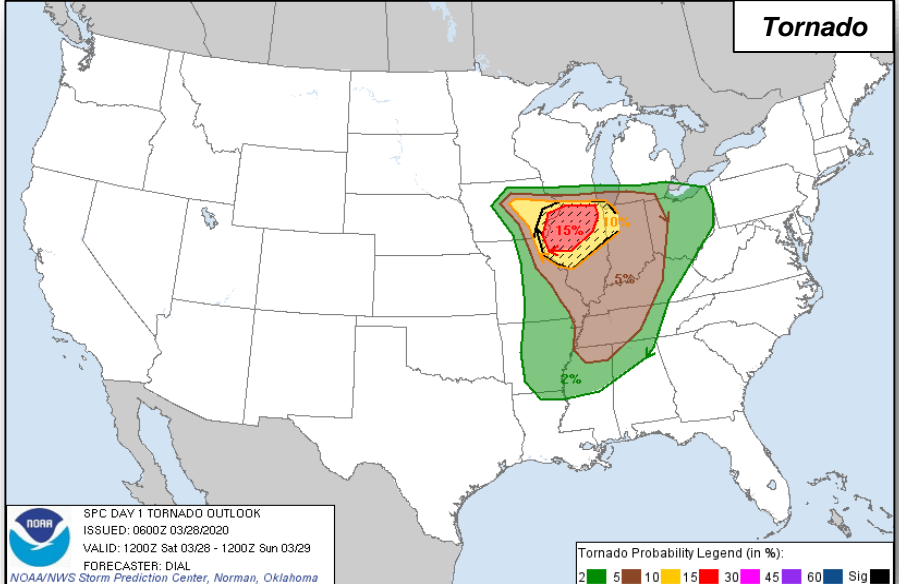 Tornado
15%
10%
5%
2%
NOAA
SPC DAY 1 TORNADO OUTLOOK
ISSUED: 0600Z 03/28/2020
VALID: 1200Z Sat 03/28 - 1200Z Sun 03/29
FORECASTER: DIAL
NOAA/NWS Storm Prediction Center, Norman, Oklahoma
Tornado Probability Legend (in %):
2 5 10 15 30 45 60 Sig